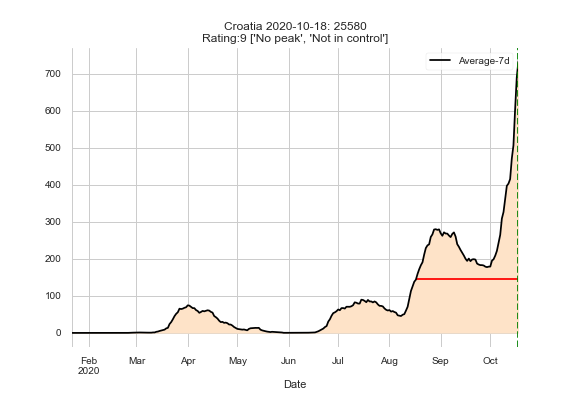 Croatia 2020-10-18: 25580
Rating:9 ['No peak', 'Not in control']
Average-7d
700
600
500
400
300
200
100
0
Feb Mar Apr May Jun Jul Aug Sep Oct
2020
Date